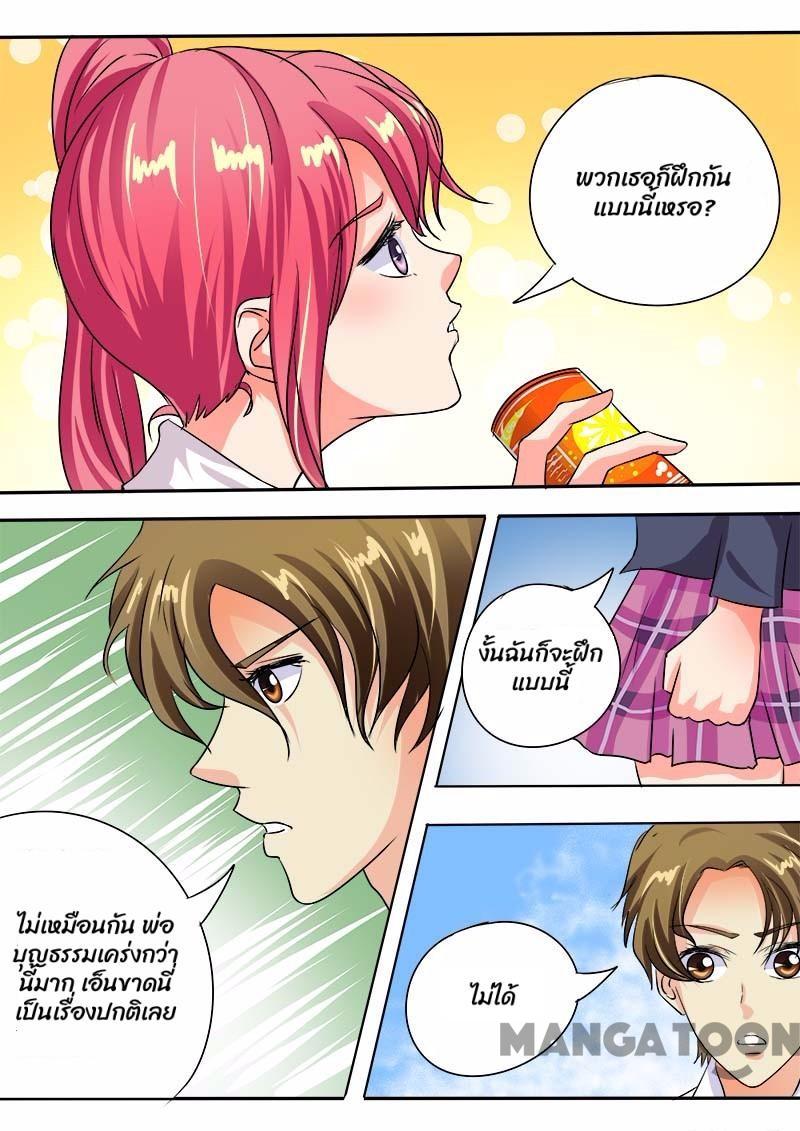 พวกเธอก็ฝึกกัน
แบบนี้เหรอ?
ไม่เหมือนกัน พ่อ
บุญธรรมเคร่งกว่า
นี้มาก เอ็นขาดนี่
เป็นเรื่องปกติเลย
งั้นฉันก็จะฝึก
แบบนี้
ไม่ได้
MANGA TOON